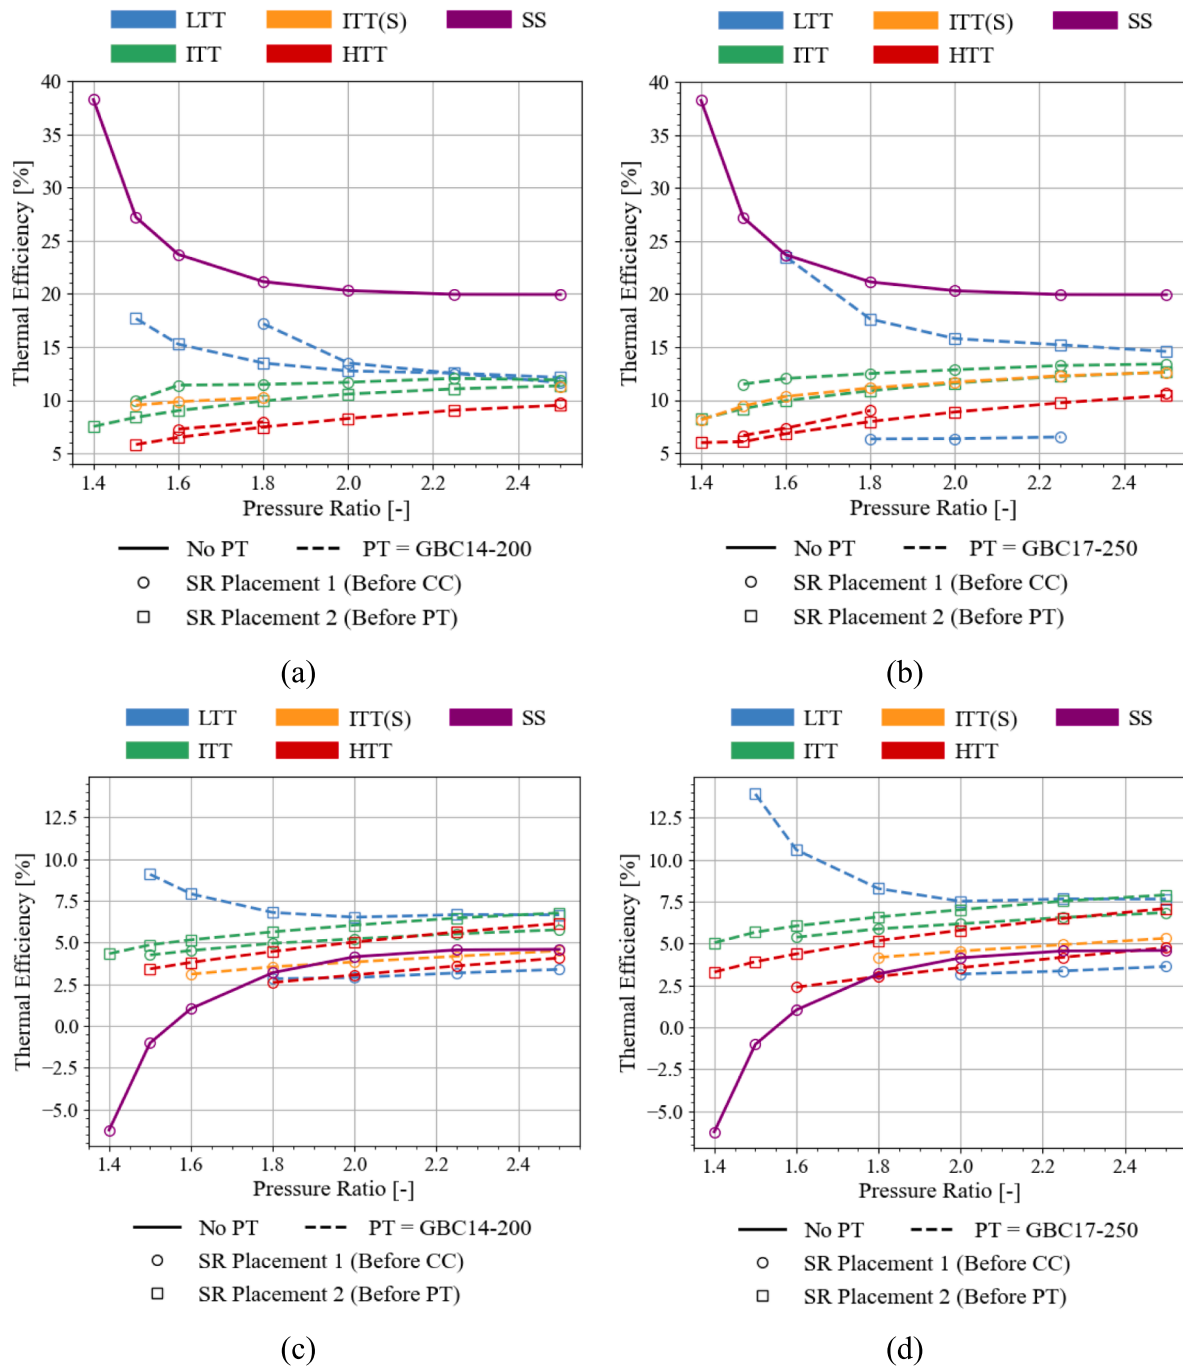 LTT ITT(S) SS
ITT HTT
Thermal Efficiency [%]
40
35
30
25
20
15
10
5
1.4 1.6 1.8 2.0 2.2 2.4
Pressure Ratio [-]
No PT PT = GBC14-200
SR Placement 1 (Before CC)
SR Placement 2 (Before PT)
(a)
LTT ITT(S) SS
ITT HTT
Thermal Efficiency [%]
40
35
30
25
20
15
10
5
1.4 1.6 1.8 2.0 2.2 2.4
Pressure Ratio [-]
No PT PT = GBC17-250
SR Placement 1 (Before CC)
SR Placement 2 (Before PT)
(b)
LTT ITT(S) SS
ITT HTT
Thermal Efficiency [%]
12.5
10.0
7.5
5.0
2.5
0.0
−2.5
−5.0
1.4 1.6 1.8 2.0 2.2 2.4
Pressure Ratio [-]
No PT PT = GBC14-200
SR Placement 1 (Before CC)
SR Placement 2 (Before PT)
(c)
LTT ITT(S) SS
ITT HTT
Thermal Efficiency [%]
12.5
10.0
7.5
5.0
2.5
0.0
−2.5
−5.0
1.4 1.6 1.8 2.0 2.2 2.4
Pressure Ratio [-]
No PT PT = GBC17-250
SR Placement 1 (Before CC)
SR Placement 2 (Before PT)
(d)